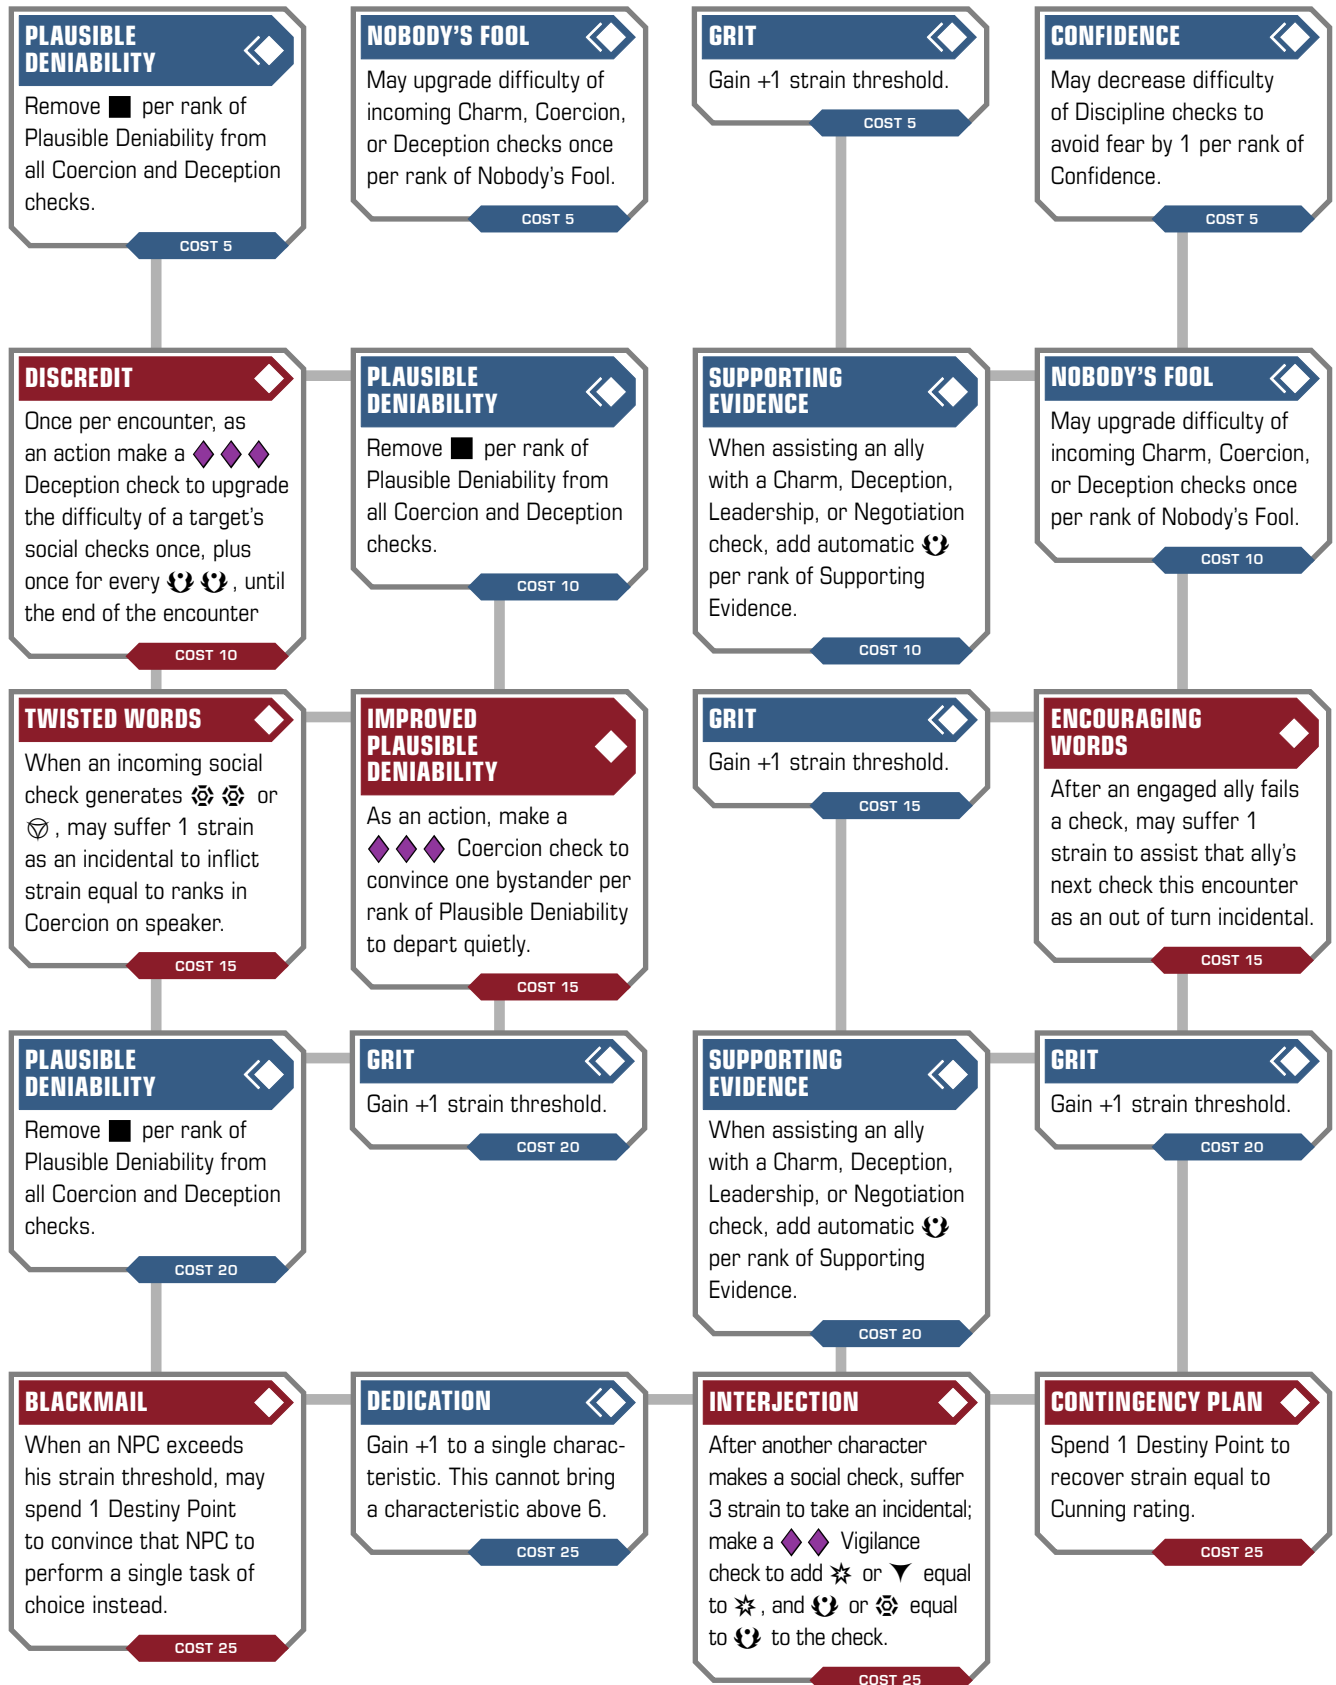 PLAUSIBLE
DENIABILITY
Remove per rank of
Plausible Deniability from
all Coercion and Deception
checks.
COST 5
NOBODY'S FOOL
May upgrade difficulty of
incoming Charm, Coercion,
or Deception checks once
per rank of Nobody's Fool.
COST 5
GRIT
Gain +1 strain threshold.
COST 5
CONFIDENCE
May decrease difficulty
of Discipline checks to
avoid fear by 1 per rank of
Confidence.
COST 5
DISCREDIT
Once per encounter, as
an action make a
Deception check to upgrade
the difficulty of a target's
social checks once, plus
once for every , until
the end of the encounter
COST 10
PLAUSIBLE
DENIABILITY
Remove per rank of
Plausible Deniability from
all Coercion and Deception
checks.
COST 10
SUPPORTING
EVIDENCE
When assisting an ally
with a Charm, Deception,
Leadership, or Negotiation
check, add automatic
per rank of Supporting
Evidence.
COST 10
NOBODY'S FOOL
May upgrade difficulty of
incoming Charm, Coercion,
or Deception checks once
per rank of Nobody's Fool.
COST 10
TWISTED WORDS
When an incoming social
check generates or
, may suffer 1 strain
as an incidental to inflict
strain equal to ranks in
Coercion on speaker.
COST 15
IMPROVED
PLAUSIBLE
DENIABILITY
As an action, make a
Coercion check to
convince one bystander per
rank of Plausible Deniability
to depart quietly.
COST 15
GRIT
Gain +1 strain threshold.
COST 15
ENCOURAGING
WORDS
After an engaged ally fails
a check, may suffer 1
strain to assist that ally's
next check this encounter
as an out of turn incidental.
COST 15
PLAUSIBLE
DENIABILITY
Remove per rank of
Plausible Deniability from
all Coercion and Deception
checks.
COST 20
GRIT
Gain +1 strain threshold.
COST 20
SUPPORTING
EVIDENCE
When assisting an ally
with a Charm, Deception,
Leadership, or Negotiation
check, add automatic
per rank of Supporting
Evidence.
COST 20
GRIT
Gain +1 strain threshold.
COST 20
BLACKMAIL
When an NPC exceeds
his strain threshold, may
spend 1 Destiny Point
to convince that NPC to
perform a single task of
choice instead.
COST 25
DEDICATION
Gain +1 to a single charac-
teristic. This cannot bring
a characteristic above 6.
COST 25
INTERJECTION
After another character
makes a social check, suffer
3 strain to take an incidental;
make a Vigilance
check to add or equal
to , and or equal
to to the check.
COST 25
CONTINGENCY PLAN
Spend 1 Destiny Point to
recover strain equal to
Cunning rating.
COST 25